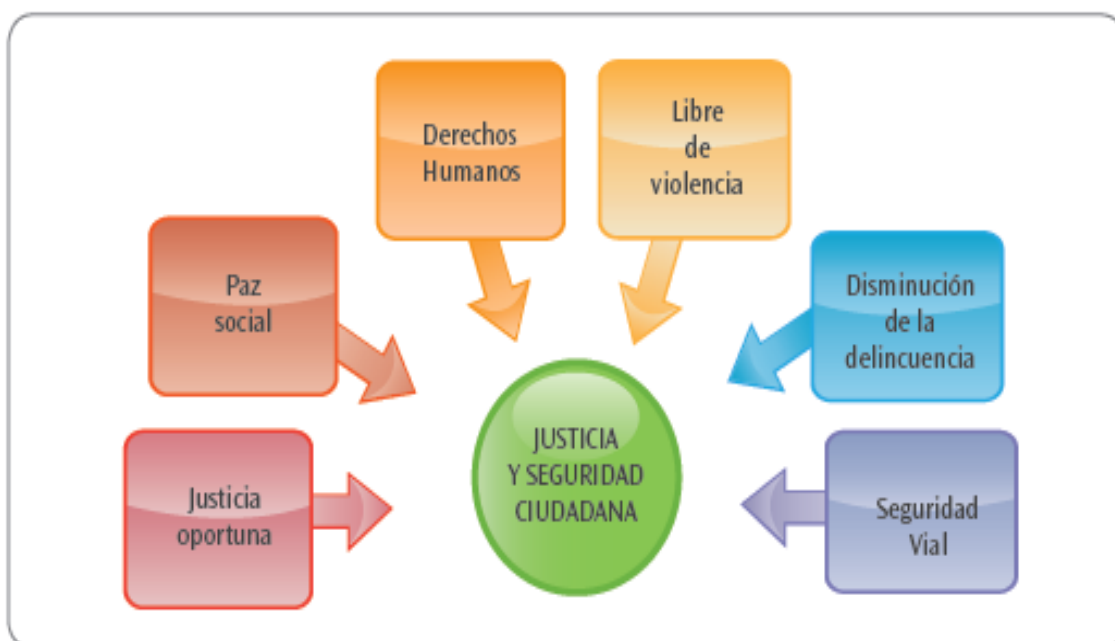 Derechos
Humanos
Libre
de
violencia
Paz
social
Disminución
de la
delincuencia
Justicia
oportuna
JUSTICIA
Y SEGURIDAD
CIUDADANA
Seguridad
Vial